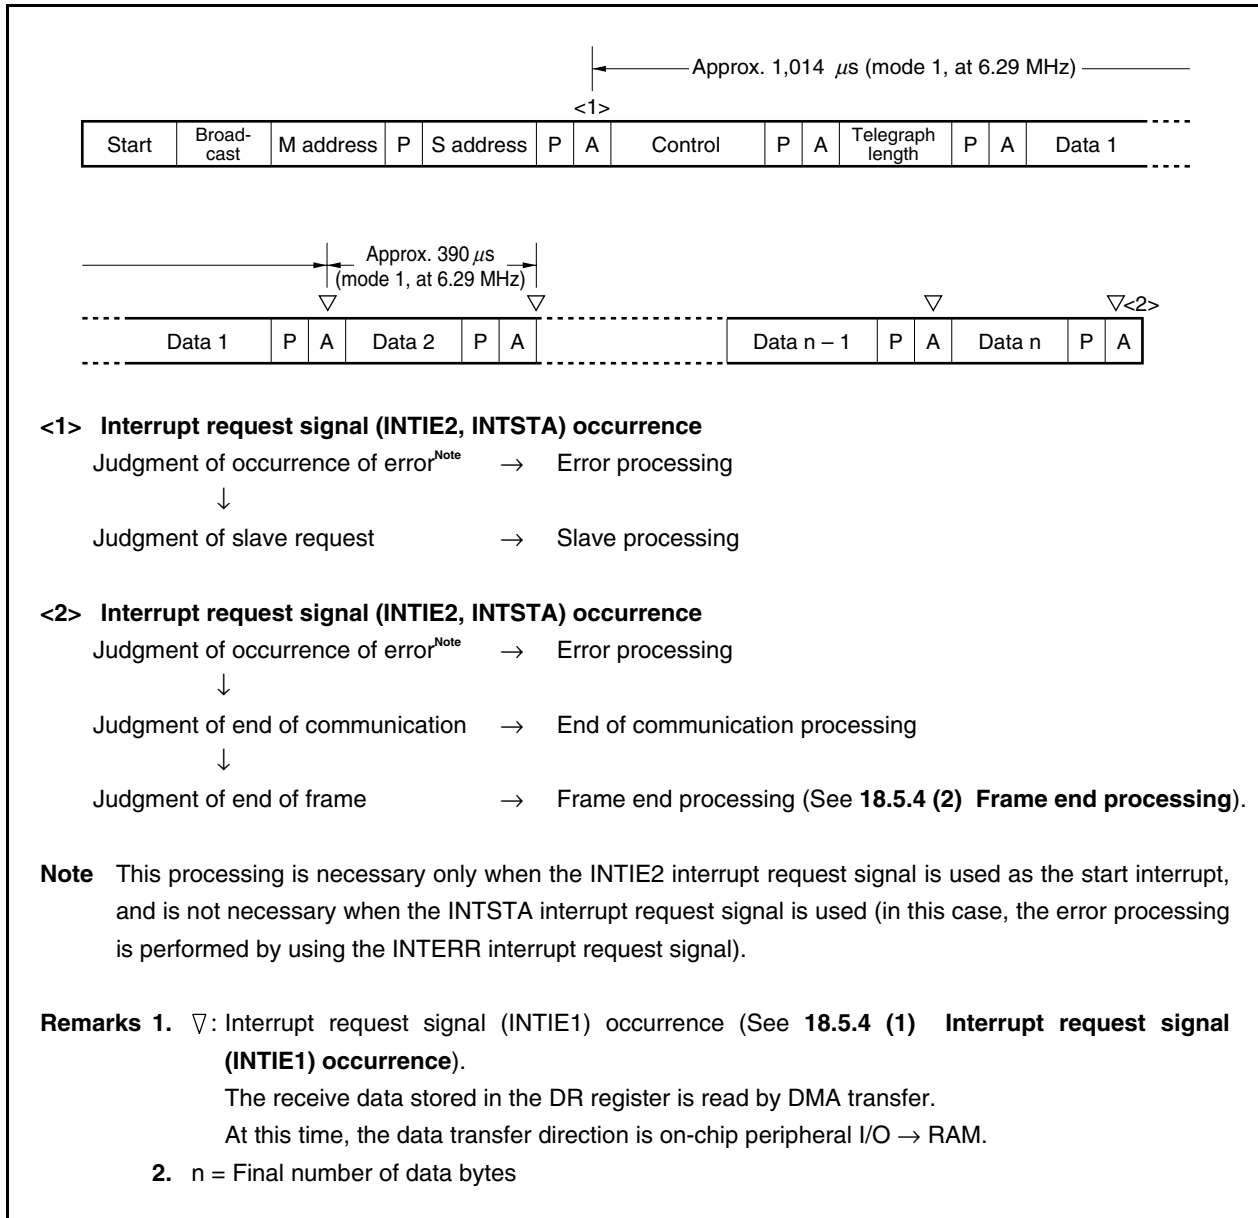 Approx. 1,014 μs (mode 1, at 6.29 MHz)
<1>
Start Broad-cast M address P S address P A Control P A Telegraph length P A Data 1
Approx. 390 μs
(mode 1, at 6.29 MHz)
▽ ▽ ▽ ▽<2>
Data 1 P A Data 2 P A Data n – 1 P A Data n P A
<1> Interrupt request signal (INTIE2, INTSTA) occurrence
Judgment of occurrence of errorNote → Error processing
↓
Judgment of slave request → Slave processing
<2> Interrupt request signal (INTIE2, INTSTA) occurrence
Judgment of occurrence of errorNote → Error processing
↓
Judgment of end of communication → End of communication processing
↓
Judgment of end of frame → Frame end processing (See 18.5.4 (2) Frame end processing).
Note This processing is necessary only when the INTIE2 interrupt request signal is used as the start interrupt,
and is not necessary when the INTSTA interrupt request signal is used (in this case, the error processing
is performed by using the INTERR interrupt request signal).
Remarks 1. ▽: Interrupt request signal (INTIE1) occurrence (See 18.5.4 (1) Interrupt request signal
(INTIE1) occurrence).
The receive data stored in the DR register is read by DMA transfer.
At this time, the data transfer direction is on-chip peripheral I/O → RAM.
2. n = Final number of data bytes